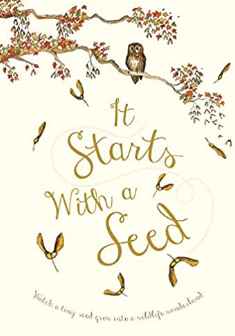 It
Starts
With a
Seed
Watch a tiny seed grow into a wildlife wonderland